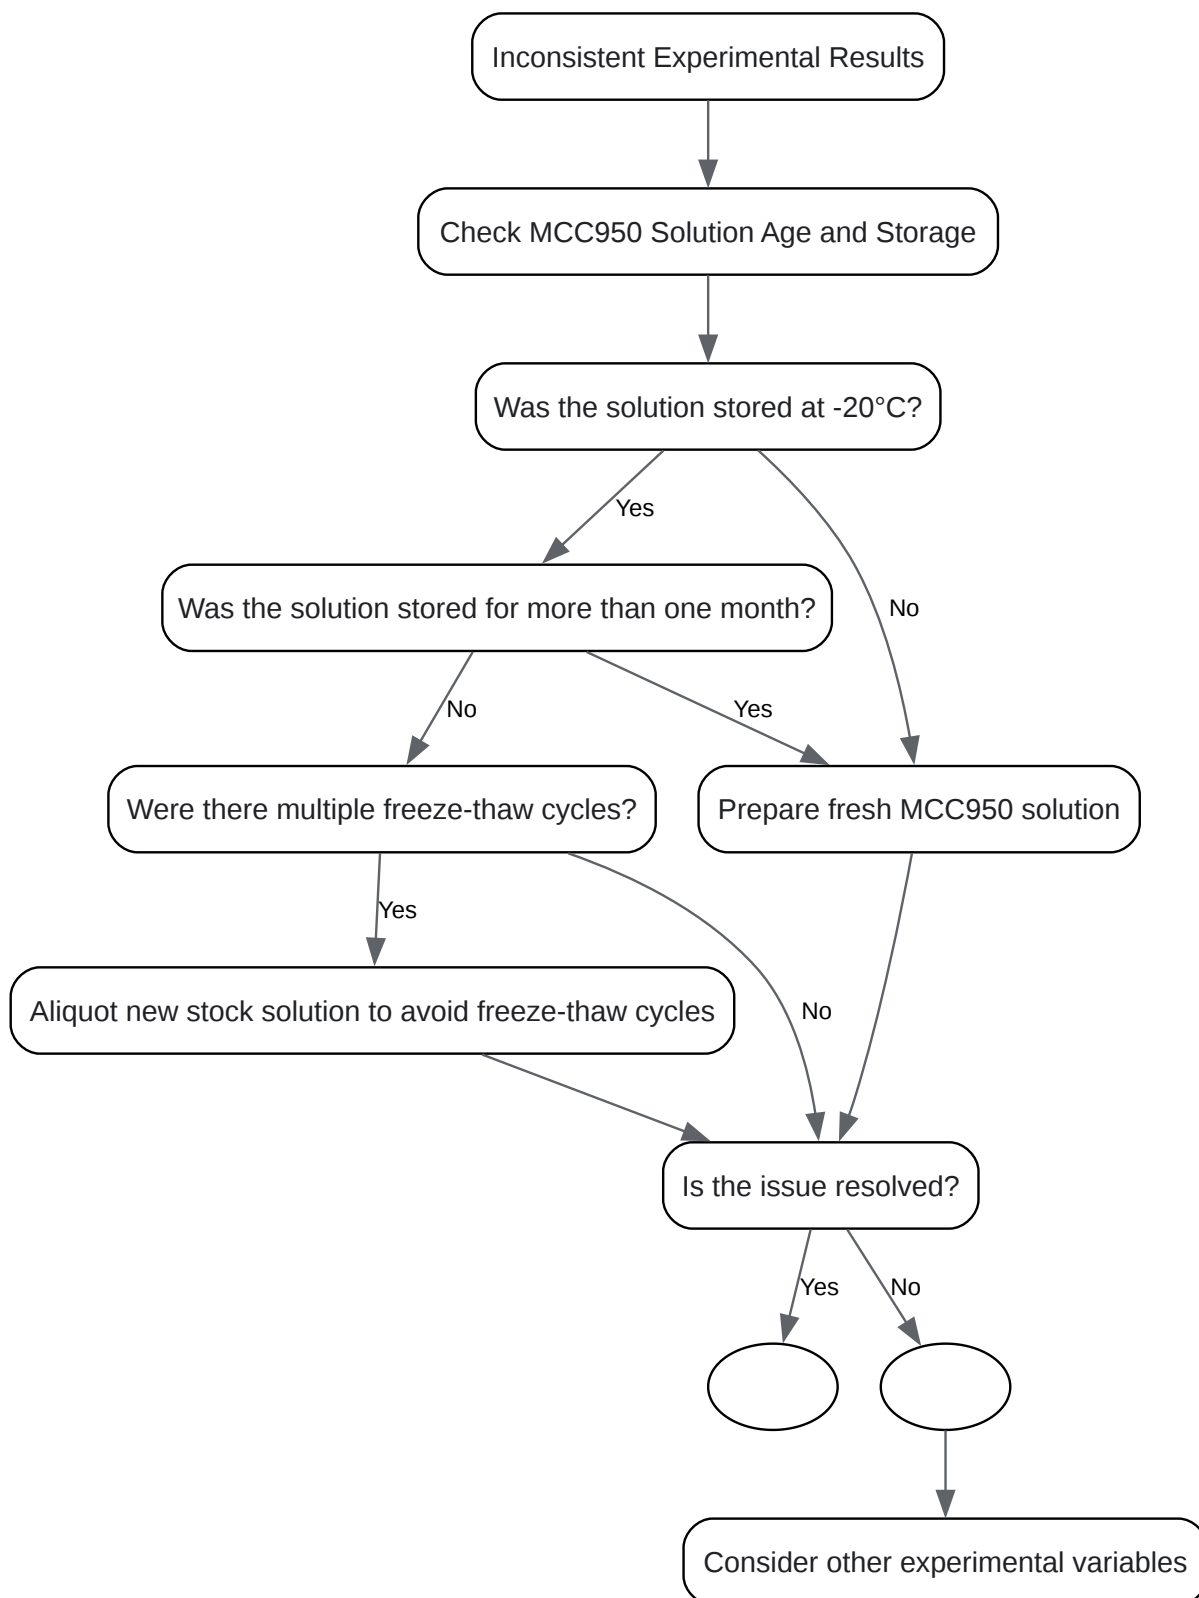 Inconsistent Experimental Results
Check MCC950 Solution Age and Storage
Was the solution stored at -20°C?
Yes
Was the solution stored for more than one month?
No
No
Yes
Were there multiple freeze-thaw cycles?
Prepare fresh MCC950 solution
Yes
Aliquot new stock solution to avoid freeze-thaw cycles
No
Is the issue resolved?
Yes
No
Consider other experimental variables